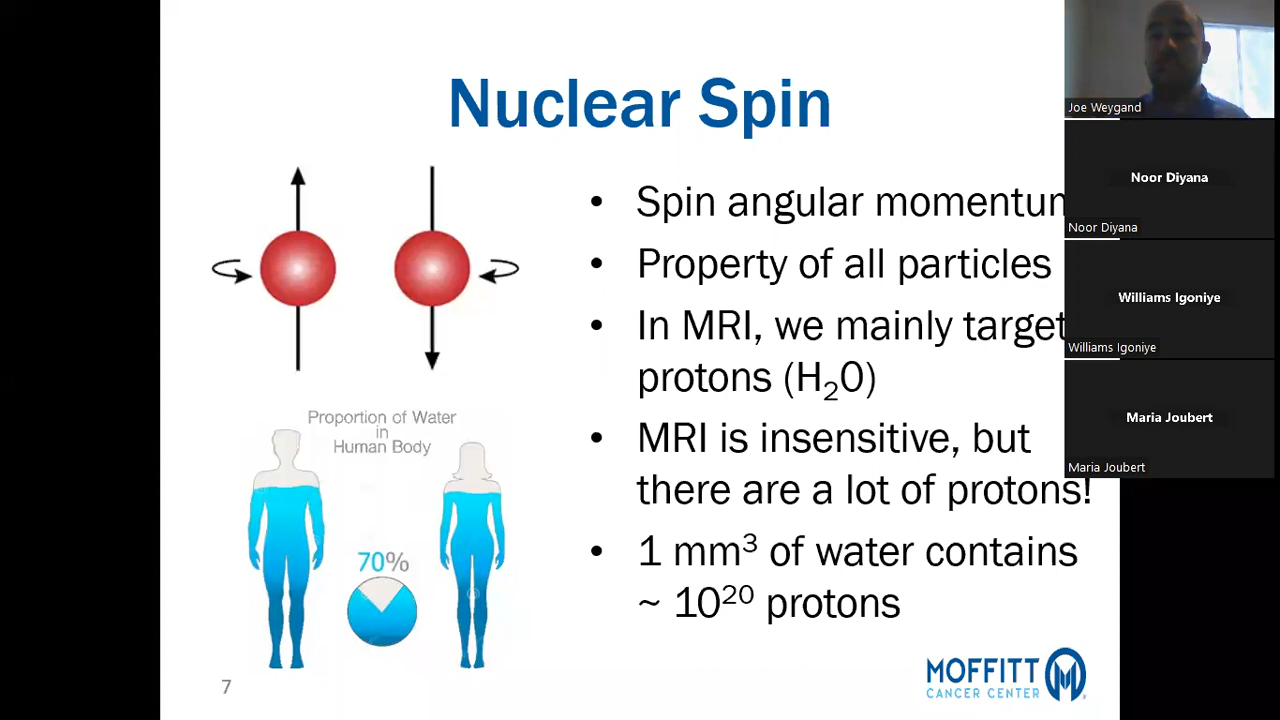 Nuclear Spin
• Spin angular momentum
• Property of all particles
• In MRI, we mainly target
protons (H₂0)
• MRI is insensitive, but
there are a lot of protons!
• 1 mm³ of water contains
~ 10²⁰ protons
Proportion of Water
in
Human Body
70%
7
MOFFITT
CANCER CENTER
Joe Weygand
Noor Diyana
Noor Diyana
Williams Igoniye
Williams Igoniye
Maria Joubert
Maria Joubert